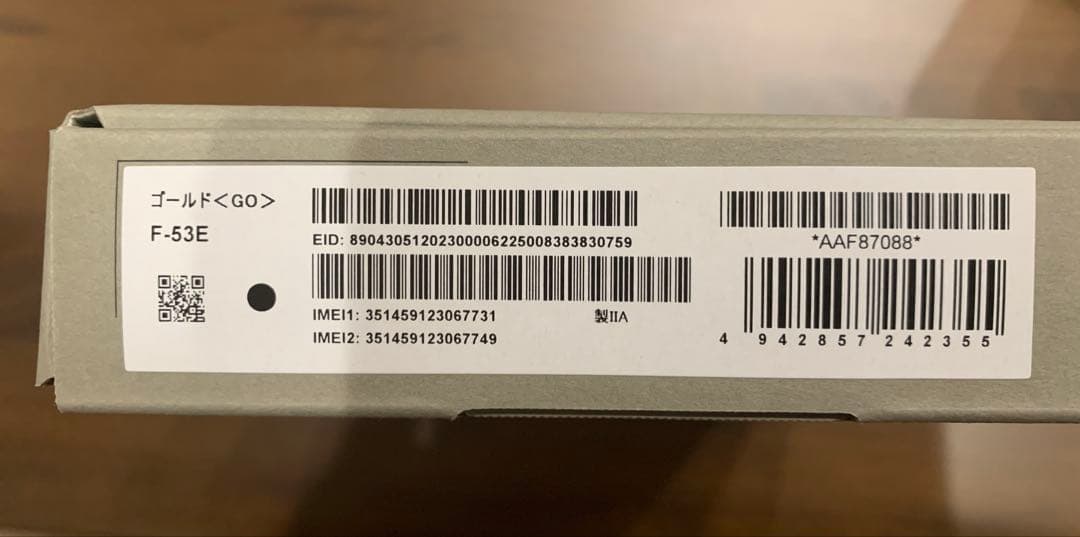 ゴールド<GO>
F-53E
EID: 89043051202300006225008383830759
IMEI1: 351459123067731
製IIA
IMEI2: 351459123067749
*AAF87088*
4 942857 242355